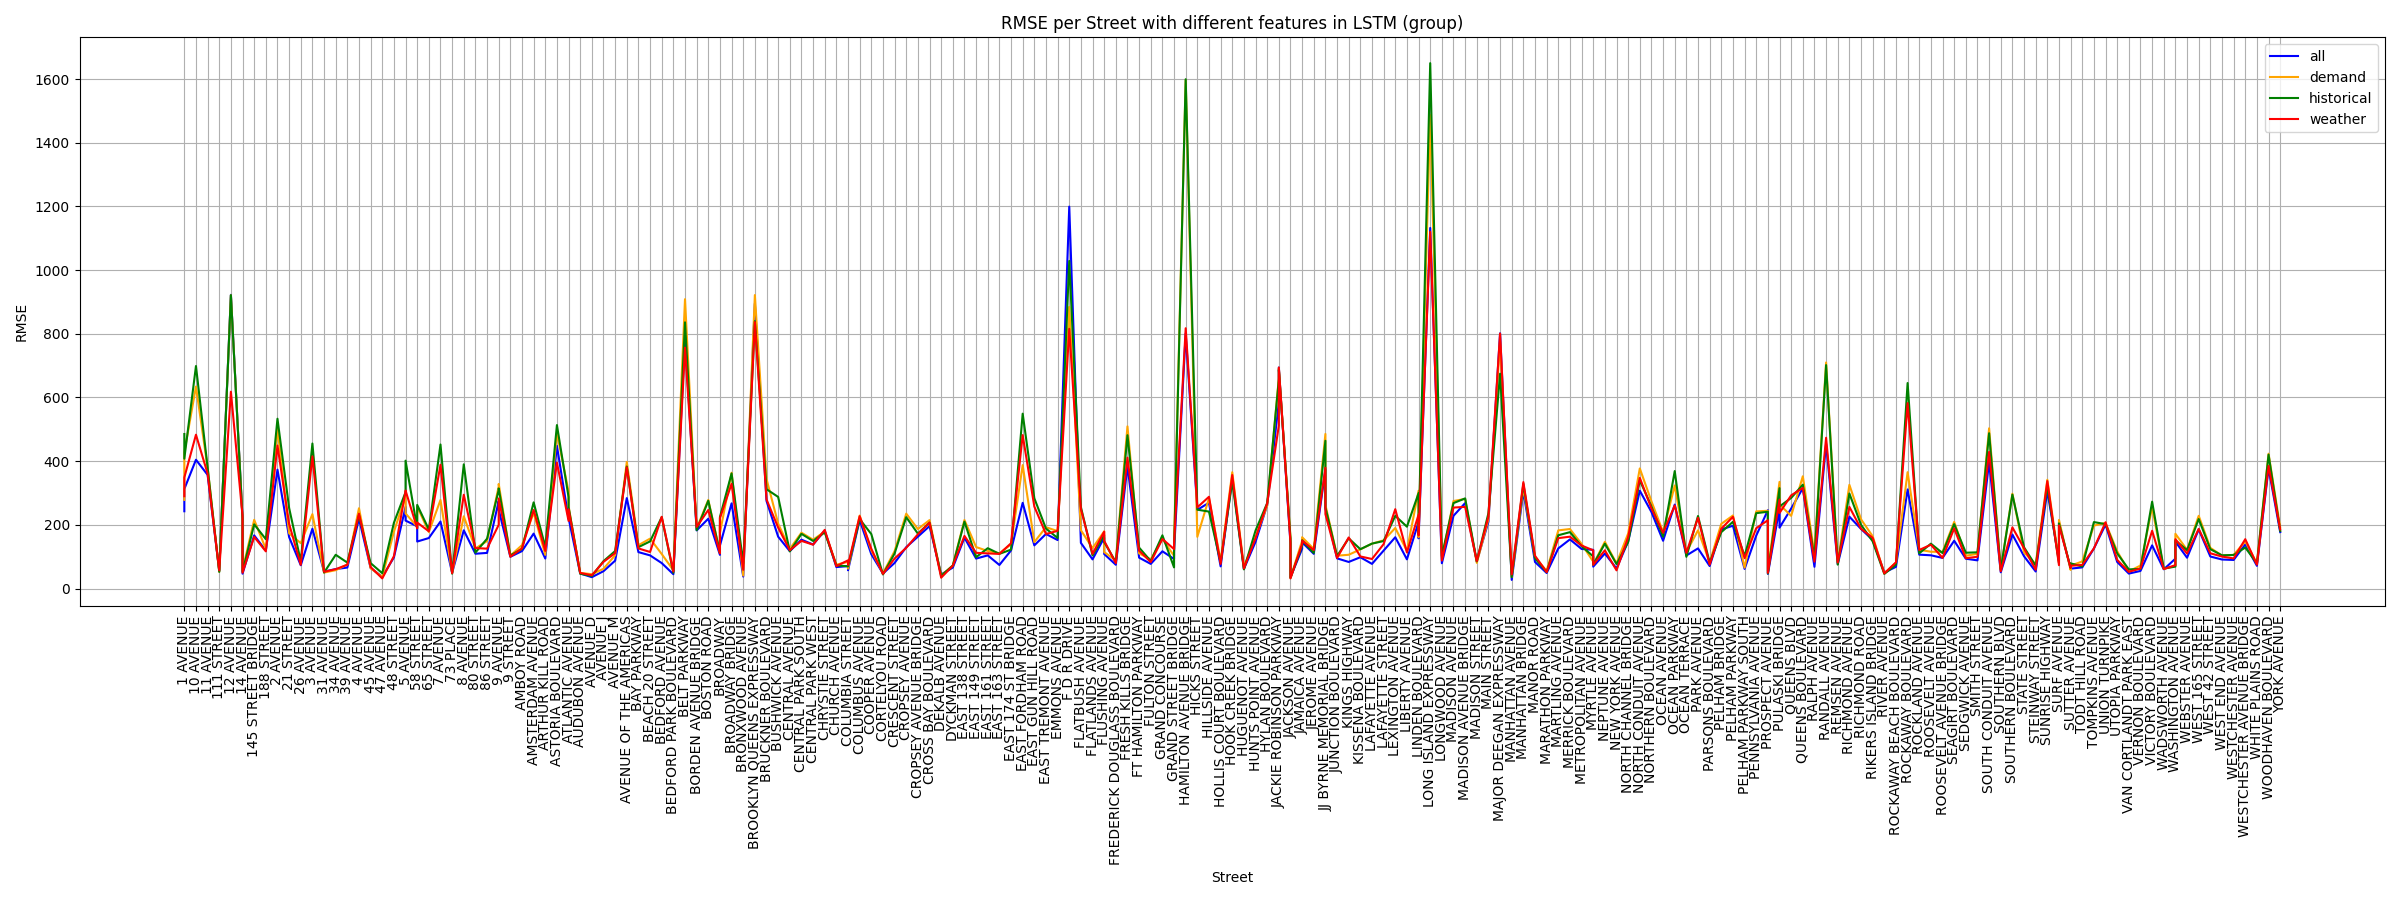 RMSE per Street with different features in LSTM (group)
all
demand
historical
weather
RMSE
1600
1400
1200
1000
800
600
400
200
0
1 AVENUE
10 AVENUE
11 AVENUE
111 STREET
12 AVENUE
14 AVENUE
145 STREET BRIDGE
188 STREET
2 AVENUE
21 STREET
26 AVENUE
3 AVENUE
31 AVENUE
34 AVENUE
39 AVENUE
4 AVENUE
45 AVENUE
47 AVENUE
48 STREET
5 AVENUE
58 STREET
65 STREET
7 AVENUE
73 PLACE
8 AVENUE
80 STREET
86 STREET
9 AVENUE
9 STREET
AMBOY ROAD
AMSTERDAM AVENUE
ARTHUR KILL ROAD
ASTORIA BOULEVARD
ATLANTIC AVENUE
AUDUBON AVENUE
AVENUE D
AVENUE J
AVENUE M
AVENUE OF THE AMERICAS
BAY PARKWAY
BEACH 20 STREET
BEDFORD AVENUE
BEDFORD PARK BOULEVARD
BELT PARKWAY
BORDEN AVENUE BRIDGE
BOSTON ROAD
BROADWAY
BROADWAY BRIDGE
BRONXWOOD AVENUE
BROOKLYN QUEENS EXPRESSWAY
BRUCKNER BOULEVARD
BUSHWICK AVENUE
CENTRAL AVENUE
CENTRAL PARK SOUTH
CENTRAL PARK WEST
CHRYSTIE STREET
CHURCH AVENUE
COLUMBIA STREET
COLUMBUS AVENUE
COOPER AVENUE
CORTELYOU ROAD
CRESCENT STREET
CROPSEY AVENUE
CROPSEY AVENUE BRIDGE
CROSS BAY BOULEVARD
DEKALB AVENUE
DYCKMAN STREET
EAST 138 STREET
EAST 149 STREET
EAST 161 STREET
EAST 163 STREET
EAST 174 ST BRIDGE
EAST FORDHAM ROAD
EAST GUN HILL ROAD
EAST TREMONT AVENUE
EMMONS AVENUE
F D R DRIVE
FLATBUSH AVENUE
FLATLANDS AVENUE
FLUSHING AVENUE
FREDERICK DOUGLASS BOULEVARD
FRESH KILLS BRIDGE
FT HAMILTON PARKWAY
FULTON STREET
GRAND CONCOURSE
GRAND STREET BRIDGE
HAMILTON AVENUE BRIDGE
HICKS STREET
HILLSIDE AVENUE
HOLLIS COURT BOULEVARD
HOOK CREEK BRIDGE
HUGUENOT AVENUE
HUNTS POINT AVENUE
HYLAN BOULEVARD
JACKIE ROBINSON PARKWAY
JACKSON AVENUE
JAMAICA AVENUE
JEROME AVENUE
JJ BYRNE MEMORIAL BRIDGE
JUNCTION BOULEVARD
KINGS HIGHWAY
KISSENA BOULEVARD
LAFAYETTE AVENUE
LAFAYETTE STREET
LEXINGTON AVENUE
LIBERTY AVENUE
LINDEN BOULEVARD
LONG ISLAND EXPRESSWAY
LONGWOOD AVENUE
MADISON AVENUE
MADISON AVENUE BRIDGE
MADISON STREET
MAIN STREET
MAJOR DEEGAN EXPRESSWAY
MANHATTAN AVENUE
MANHATTAN BRIDGE
MANOR ROAD
MARATHON PARKWAY
MARTLING AVENUE
MERRICK BOULEVARD
METROPOLITAN AVENUE
MYRTLE AVENUE
NEPTUNE AVENUE
NEW YORK AVENUE
NORTH CHANNEL BRIDGE
NORTH CONDUIT AVENUE
NORTHERN BOULEVARD
OCEAN AVENUE
OCEAN PARKWAY
OCEAN TERRACE
PARK AVENUE
PARSONS BOULEVARD
PELHAM BRIDGE
PELHAM PARKWAY
PELHAM PARKWAY SOUTH
PENNSYLVANIA AVENUE
PROSPECT AVENUE
PULASKI BRIDGE
QUEENS BLVD
QUEENS BOULEVARD
RALPH AVENUE
RANDALL AVENUE
REMSEN AVENUE
RICHMOND AVENUE
RICHMOND ROAD
RIKERS ISLAND BRIDGE
RIVER AVENUE
ROCKAWAY BEACH BOULEVARD
ROCKAWAY BOULEVARD
ROCKLAND AVENUE
ROOSEVELT AVENUE
ROOSEVELT AVENUE BRIDGE
SEAGIRT BOULEVARD
SEDGWICK AVENUE
SMITH STREET
SOUTH CONDUIT AVENUE
SOUTHERN BLVD
SOUTHERN BOULEVARD
STATE STREET
STEINWAY STREET
SUNRISE HIGHWAY
SURF AVENUE
SUTTER AVENUE
TODT HILL ROAD
TOMPKINS AVENUE
UNION TURNPIKE
UTOPIA PARKWAY
VAN CORTLANDT PARK EAST
VERNON BOULEVARD
VICTORY BOULEVARD
WADSWORTH AVENUE
WASHINGTON AVENUE
WEBSTER AVENUE
WEST 165 STREET
WEST 42 STREET
WEST END AVENUE
WESTCHESTER AVENUE
WESTCHESTER AVENUE BRIDGE
WHITE PLAINS ROAD
WOODHAVEN BOULEVARD
YORK AVENUE
Street